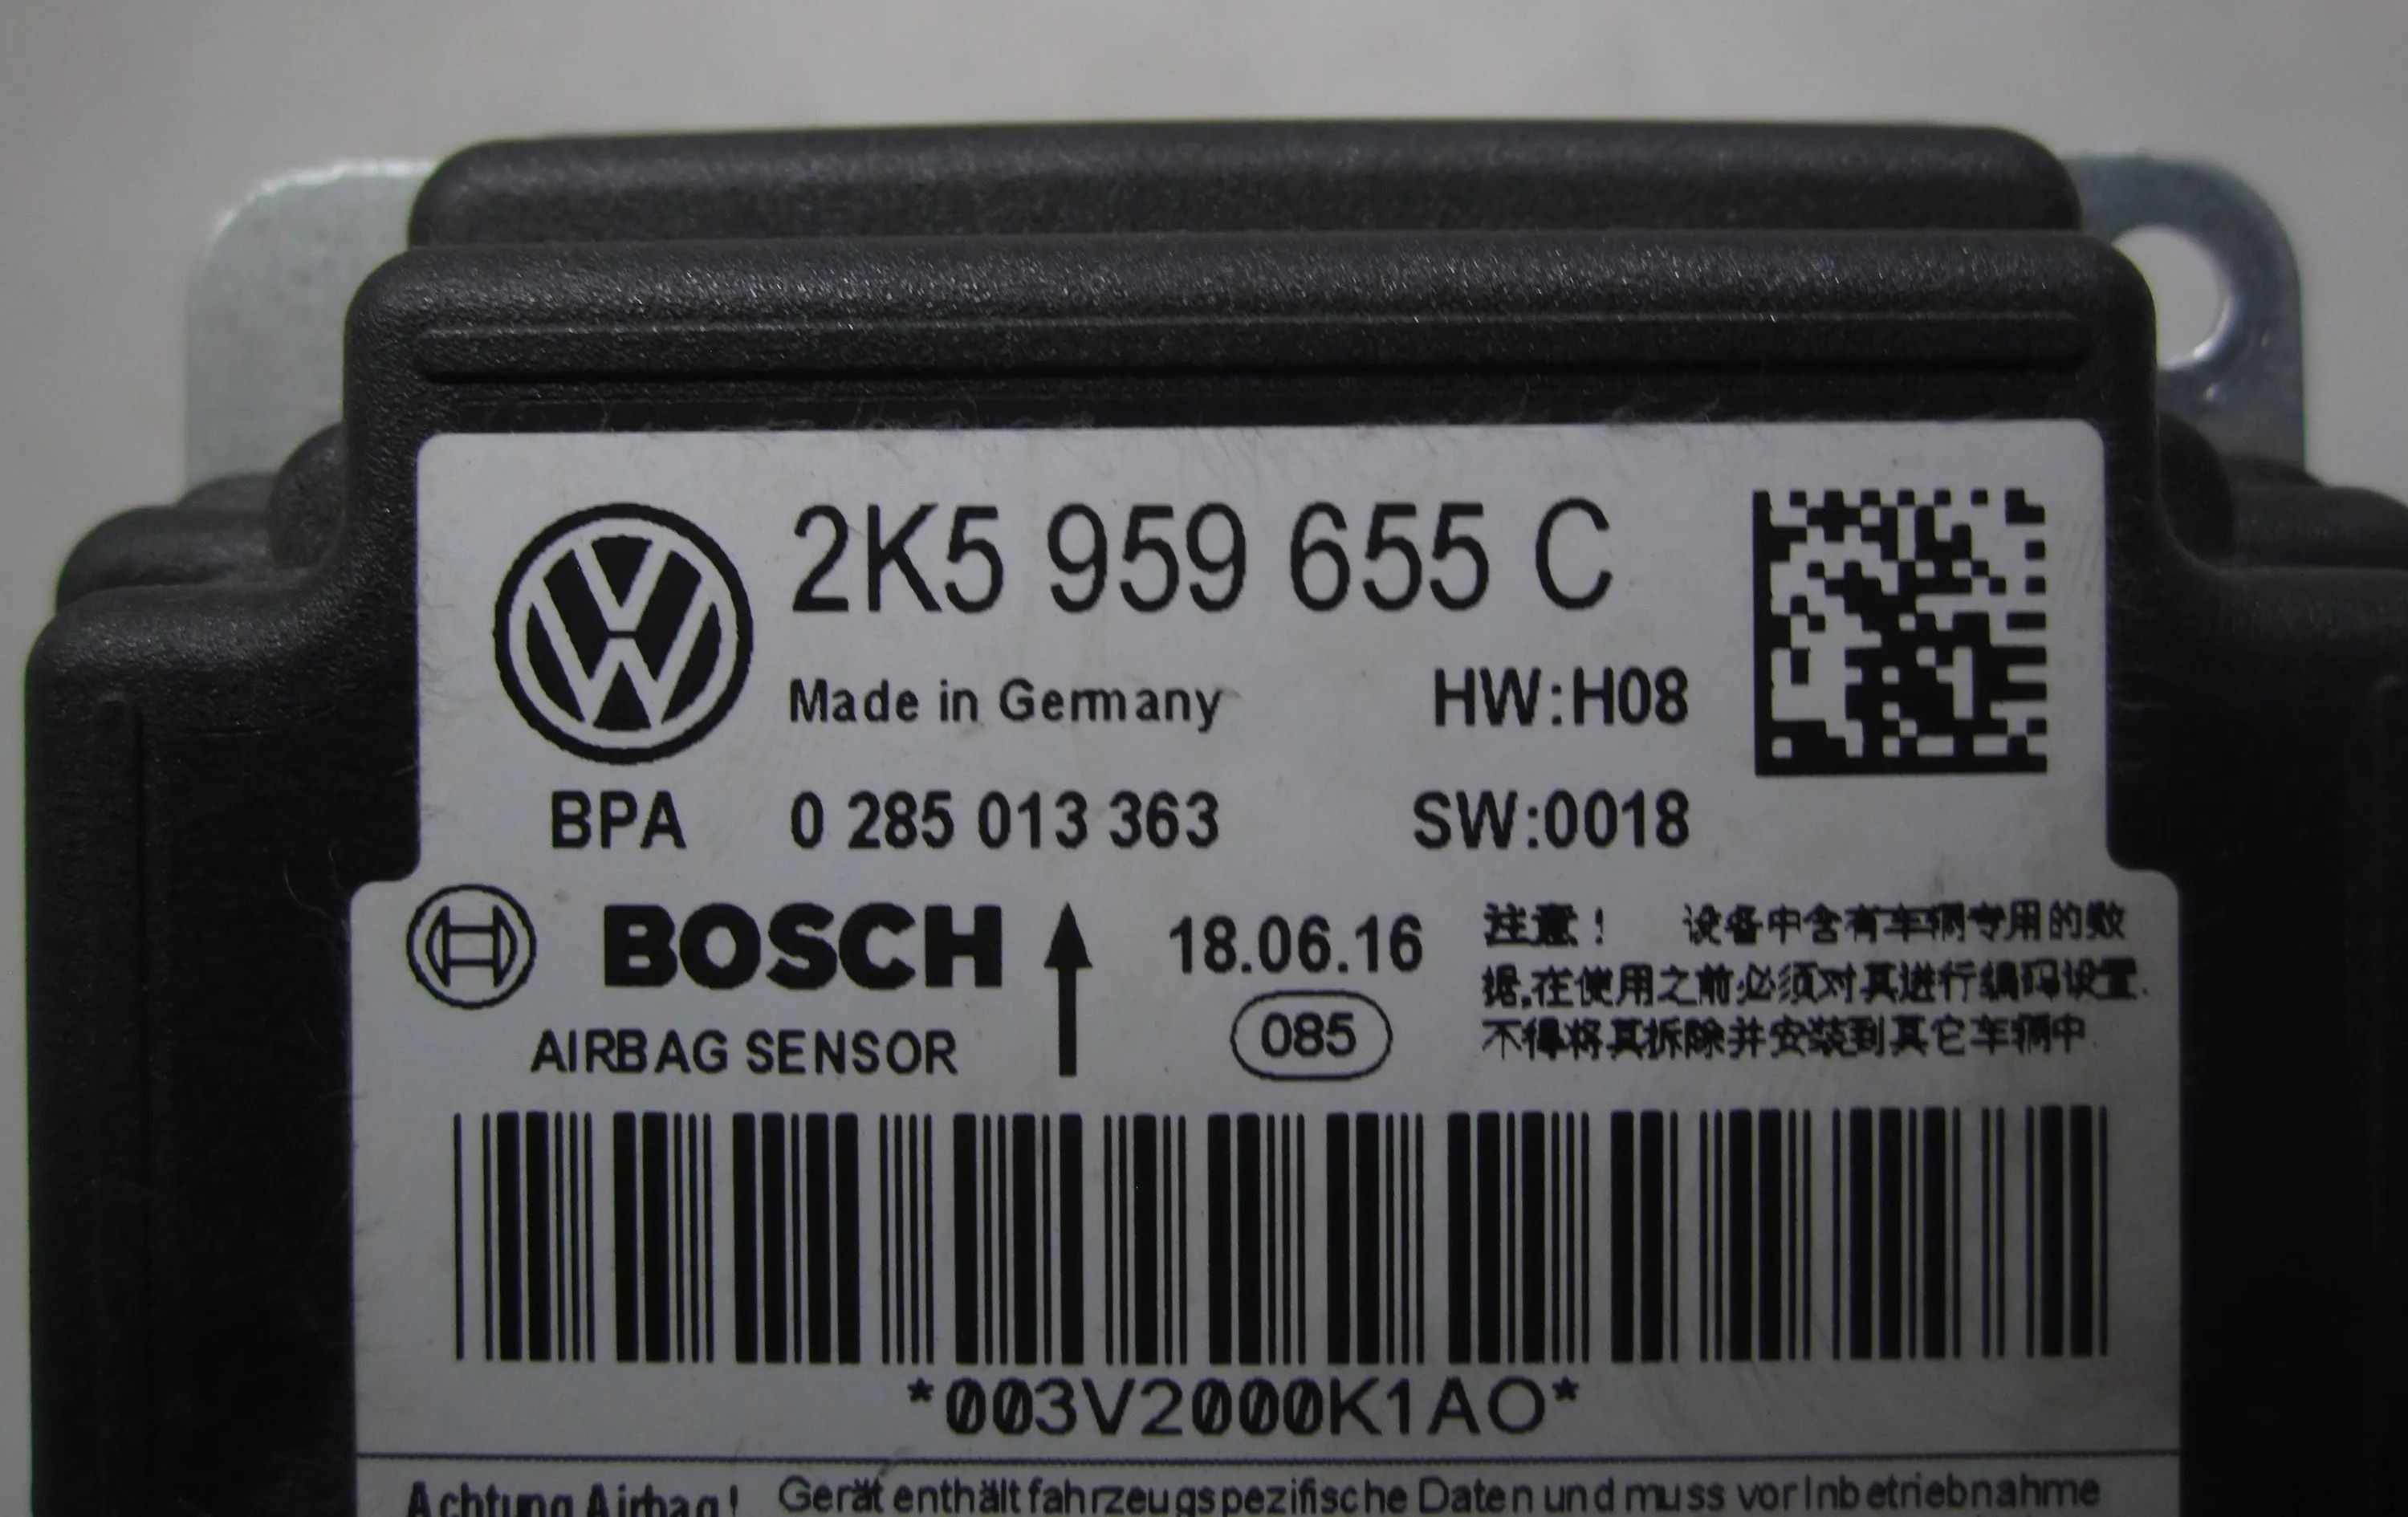 2K5 959 655 C
Made in Germany HW:H08
BPA 0 285 013 363 SW:0018
BOSCH 18.06.16
AIRBAG SENSOR 085
注意！ 设备中含有车辆专用的数
据,在使用之前必须对其进行编码设置.
不得将其拆除并安装到其它车辆中
*003V2000K1AO*
Achtung Airbag! Gerät enthält fahrzeugspezifische Daten und muss vor Inbetriebnahme